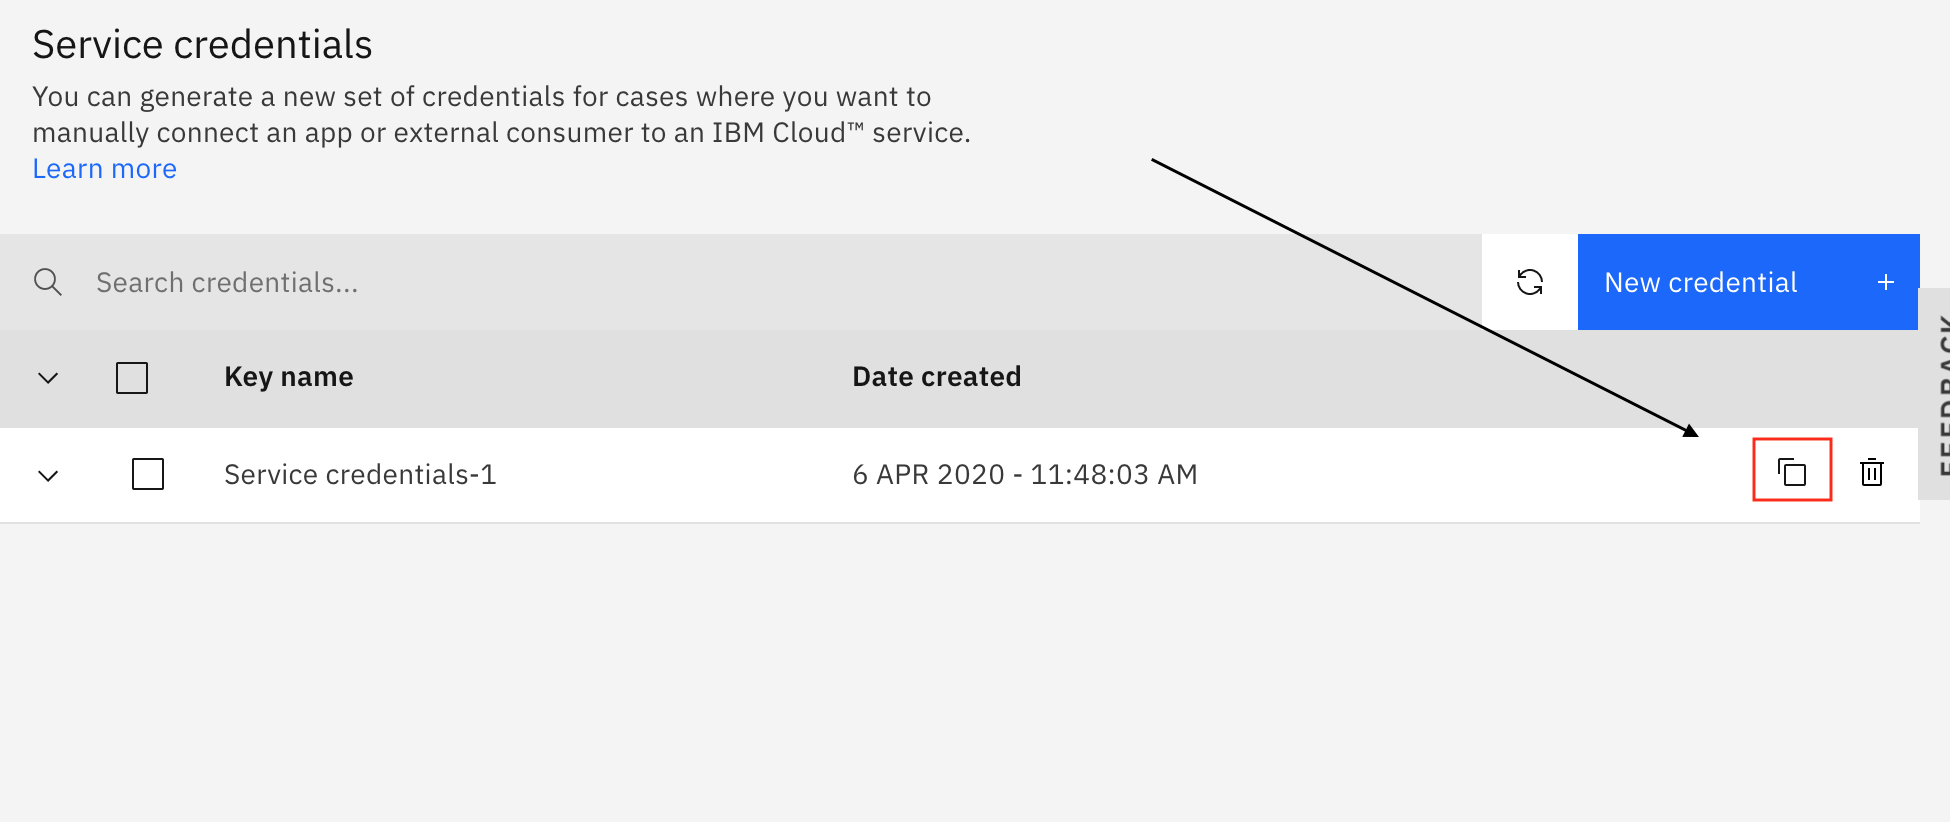 Service credentials
You can generate a new set of credentials for cases where you want to
manually connect an app or external consumer to an IBM Cloud™ service.
Learn more
Search credentials...
New credential +
Key name Date created
Service credentials-1 6 APR 2020 - 11:48:03 AM
FEEDBACK